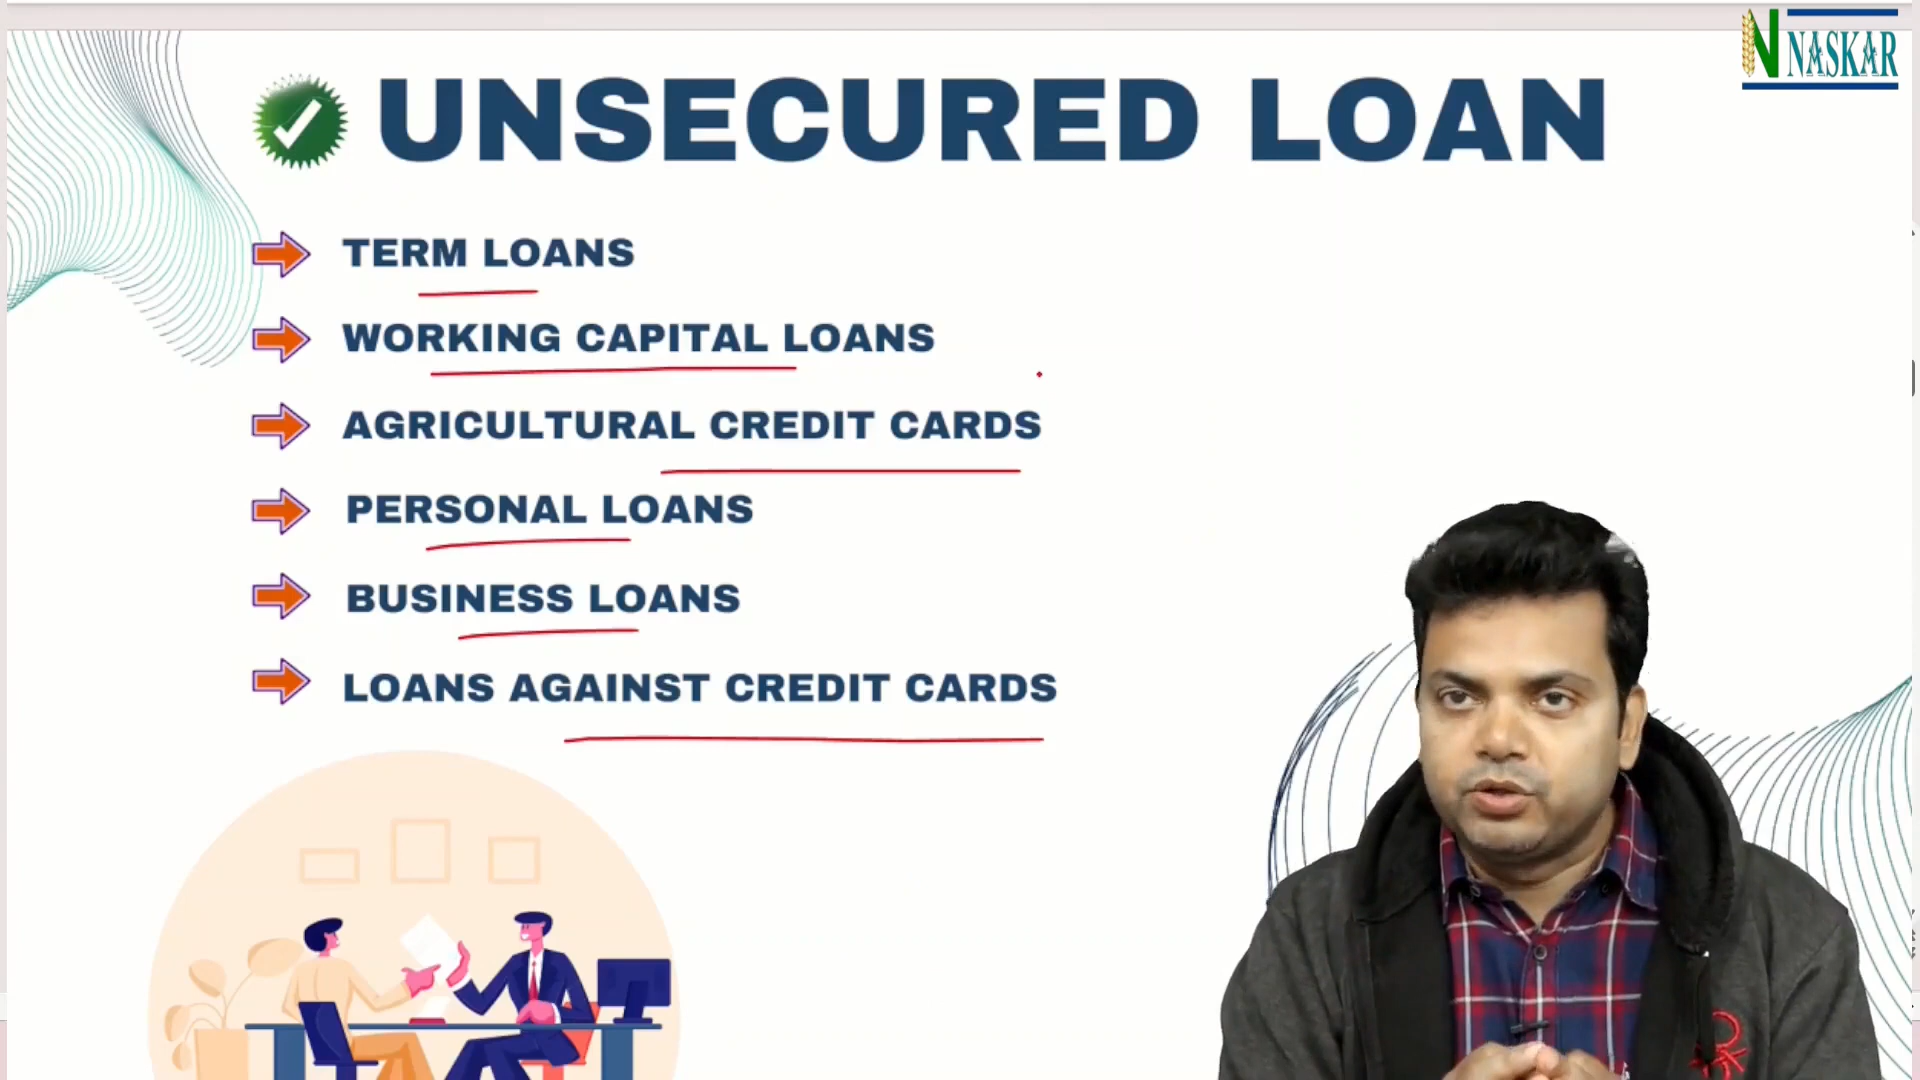 N NASKAR
UNSECURED LOAN
TERM LOANS
WORKING CAPITAL LOANS
AGRICULTURAL CREDIT CARDS
PERSONAL LOANS
BUSINESS LOANS
LOANS AGAINST CREDIT CARDS